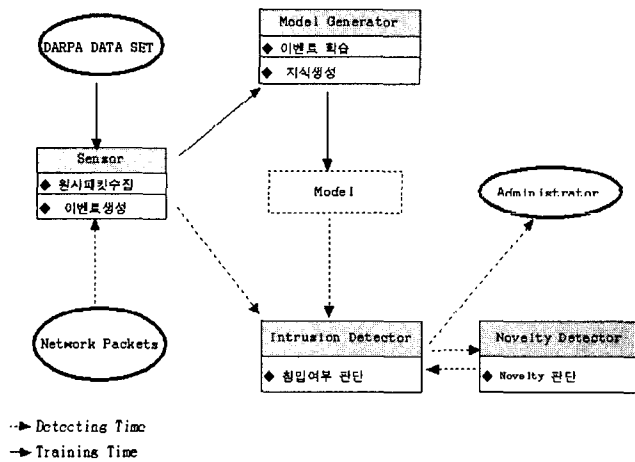 DARPA DATA SET
Model Generator
◆ 이벤트 학습
◆ 지식생성
Sensor
◆ 원시패킷수집
◆ 이벤트생성
Model
Administrator
Network Packets
Intrusion Detector
◆ 침입여부 판단
Novelty Detector
◆ Novelty 판단
Detecting Time
Training Time